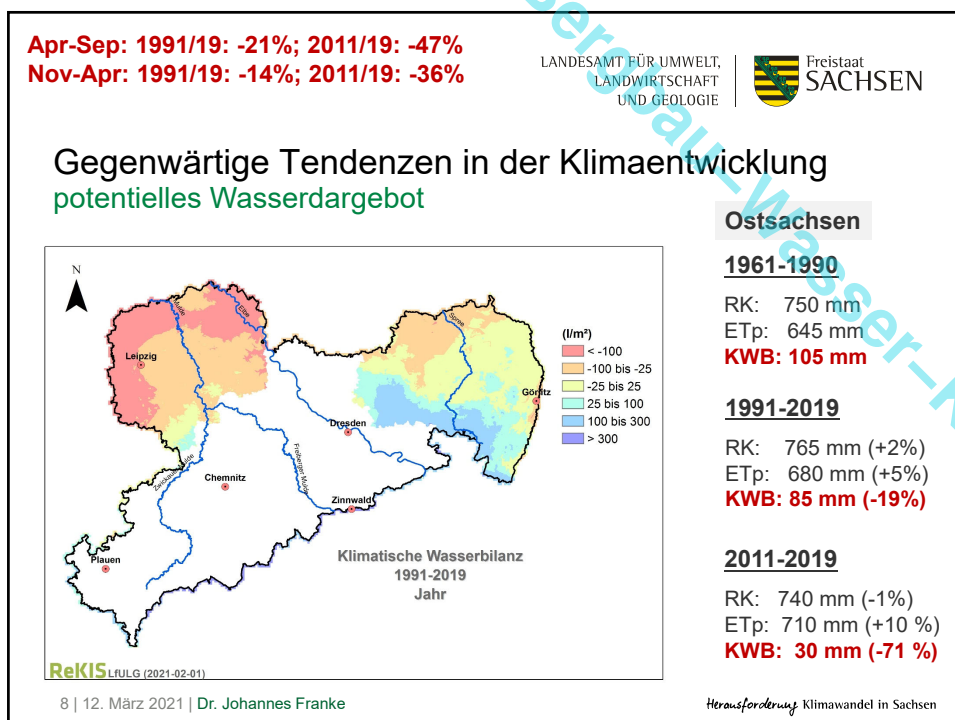 Apr-Sep: 1991/19: -21%; 2011/19: -47%
Nov-Apr: 1991/19: -14%; 2011/19: -36%
LANDESAMT FÜR UMWELT,
LANDWIRTSCHAFT
UND GEOLOGIE
Freistaat
SACHSEN
Gegenwärtige Tendenzen in der Klimaentwicklung
potentielles Wasserdargebot
N
Mulde
Elbe
Spree
Leipzig
Görlitz
Dresden
Zwickauer Mulde
Freiberger Mulde
Chemnitz
Zinnwald
Plauen
(l/m²)
< -100
-100 bis -25
-25 bis 25
25 bis 100
100 bis 300
> 300
Klimatische Wasserbilanz
1991-2019
Jahr
ReKIS LfULG (2021-02-01)
Ostsachsen
1961-1990
RK: 750 mm
ETp: 645 mm
KWB: 105 mm
1991-2019
RK: 765 mm (+2%)
ETp: 680 mm (+5%)
KWB: 85 mm (-19%)
2011-2019
RK: 740 mm (-1%)
ETp: 710 mm (+10 %)
KWB: 30 mm (-71 %)
8 | 12. März 2021 | Dr. Johannes Franke
Herausforderung Klimawandel in Sachsen